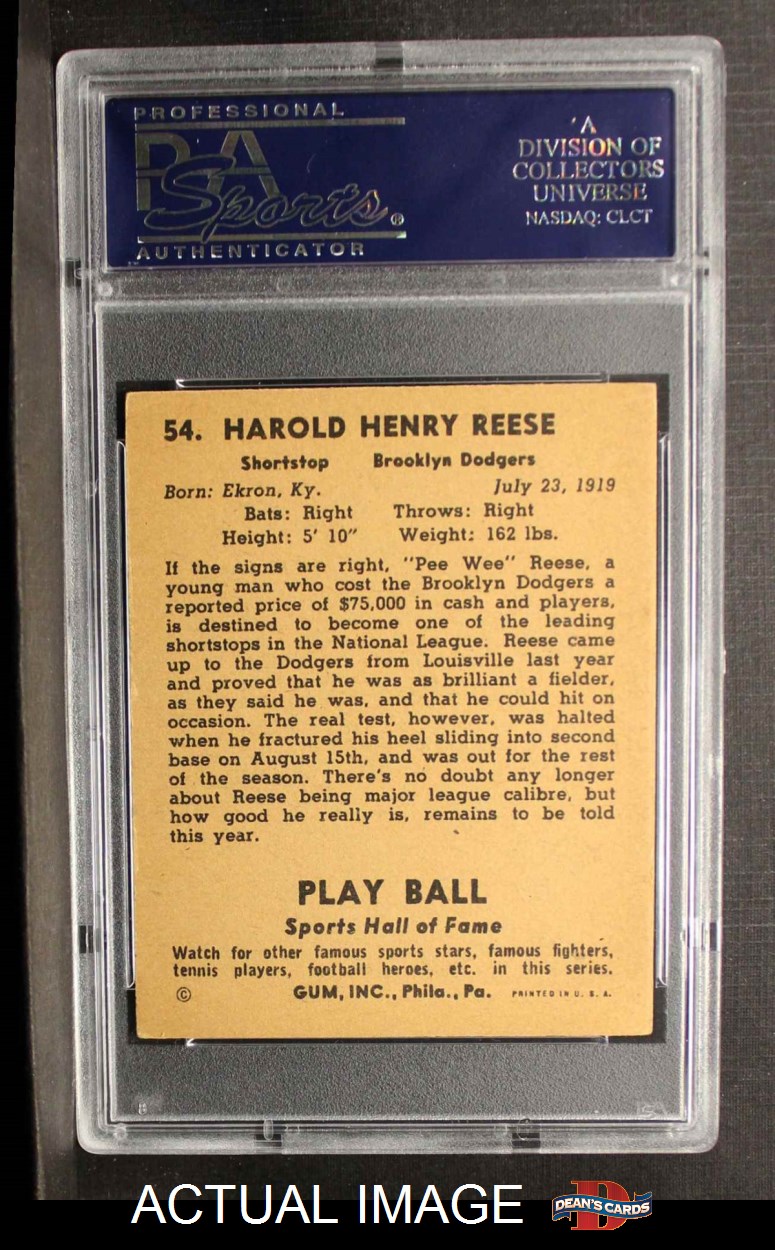 PROFESSIONAL
PSA
Sports®
AUTHENTICATOR
A
DIVISION OF
COLLECTORS
UNIVERSE
NASDAQ: CLCT
54. HAROLD HENRY REESE
Shortstop Brooklyn Dodgers
Born: Ekron, Ky. July 23, 1919
Bats: Right Throws: Right
Height: 5' 10" Weight: 162 lbs.
If the signs are right, "Pee Wee" Reese, a
young man who cost the Brooklyn Dodgers a
reported price of $75,000 in cash and players,
is destined to become one of the leading
shortstops in the National League. Reese came
up to the Dodgers from Louisville last year
and proved that he was as brilliant a fielder,
as they said he was, and that he could hit on
occasion. The real test, however, was halted
when he fractured his heel sliding into second
base on August 15th, and was out for the rest
of the season. There's no doubt any longer
about Reese being major league calibre, but
how good he really is, remains to be told
this year.
PLAY BALL
Sports Hall of Fame
Watch for other famous sports stars, famous fighters,
tennis players, football heroes, etc. in this series.
© GUM, INC., Phila., Pa. PRINTED IN U. S. A.
ACTUAL IMAGE
DEAN'S CARDS